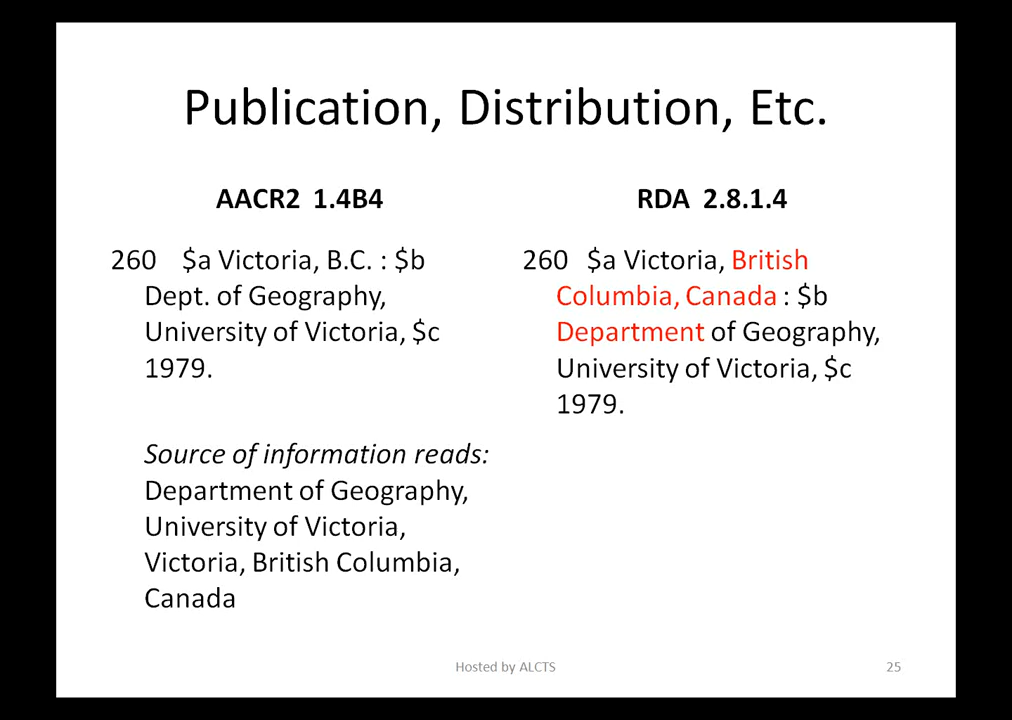 Publication, Distribution, Etc.
AACR2 1.4B4
260 $a Victoria, B.C. : $b
Dept. of Geography,
University of Victoria, $c
1979.
Source of information reads:
Department of Geography,
University of Victoria,
Victoria, British Columbia,
Canada
RDA 2.8.1.4
260 $a Victoria, British
Columbia, Canada : $b
Department of Geography,
University of Victoria, $c
1979.
Hosted by ALCTS
25